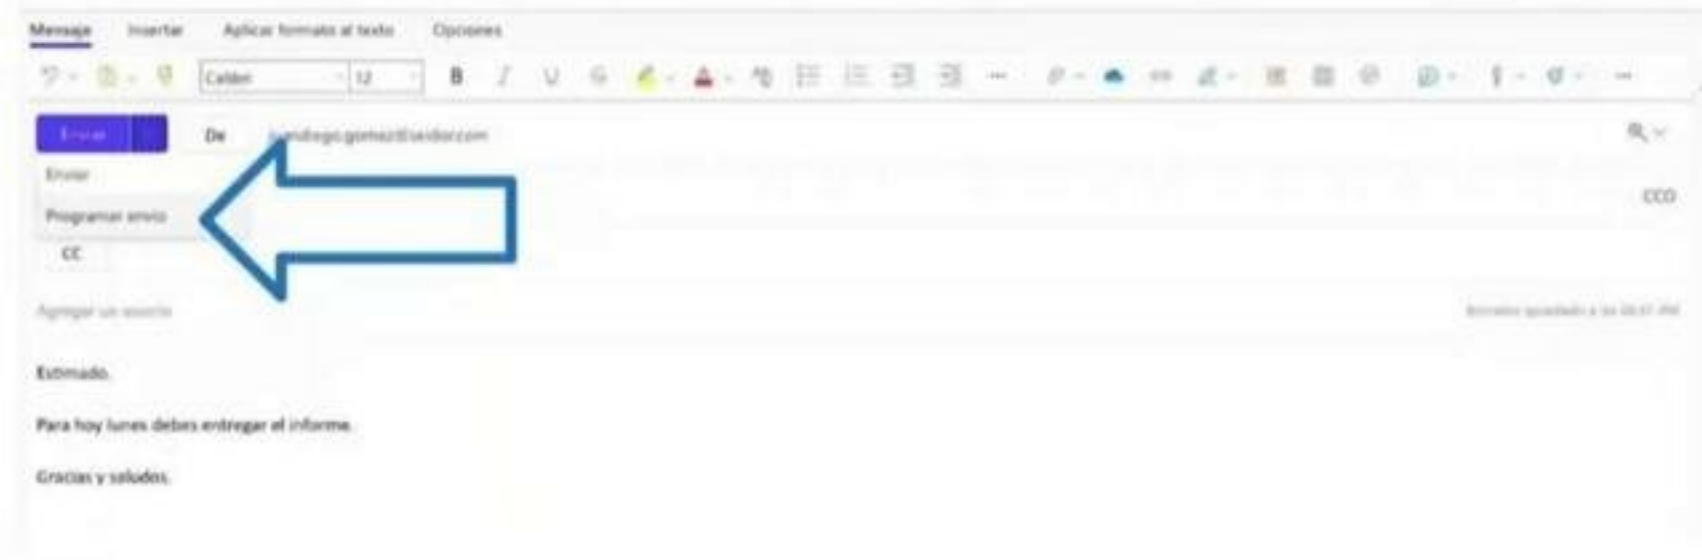 Mensaje Insertar Aplicar formato al texto Opciones
Calibri 12 B I U
Enviar De
Enviar
Programar envío
CCO
CC
Agregar un asunto
Estimado.
Para hoy lunes debes entregar el informe.
Gracias y saludos.